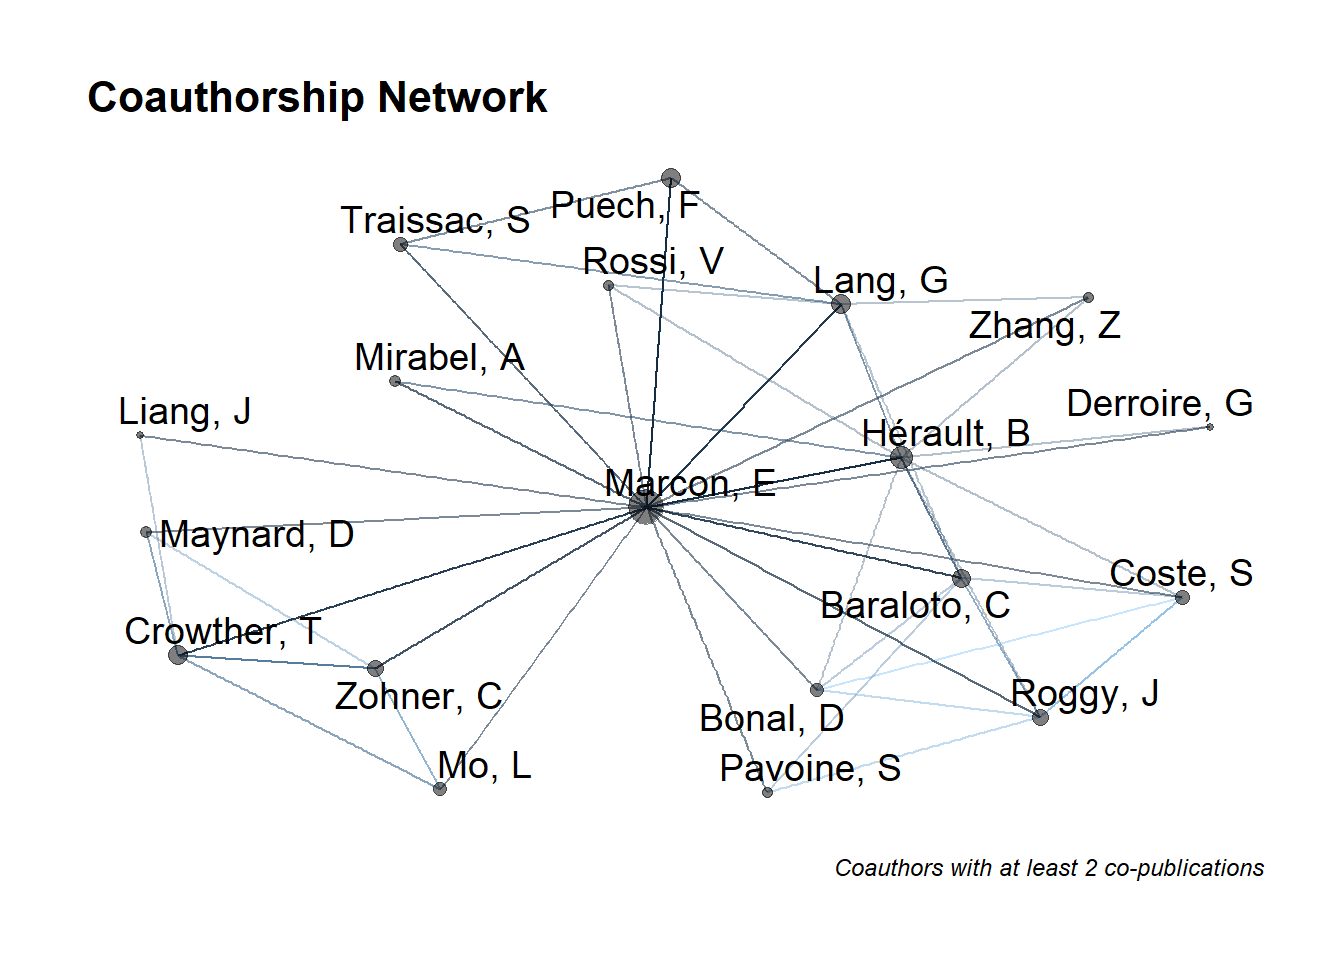 Coauthorship Network
Puech, F
Traissac, S
Rossi, V
Lang, G
Zhang, Z
Mirabel, A
Liang, J
Derroire, G
Hérault, B
Marcon, E
Maynard, D
Coste, S
Baraloto, C
Crowther, T
Zohner, C
Roggy, J
Bonal, D
Mo, L
Pavoine, S
Coauthors with at least 2 co-publications